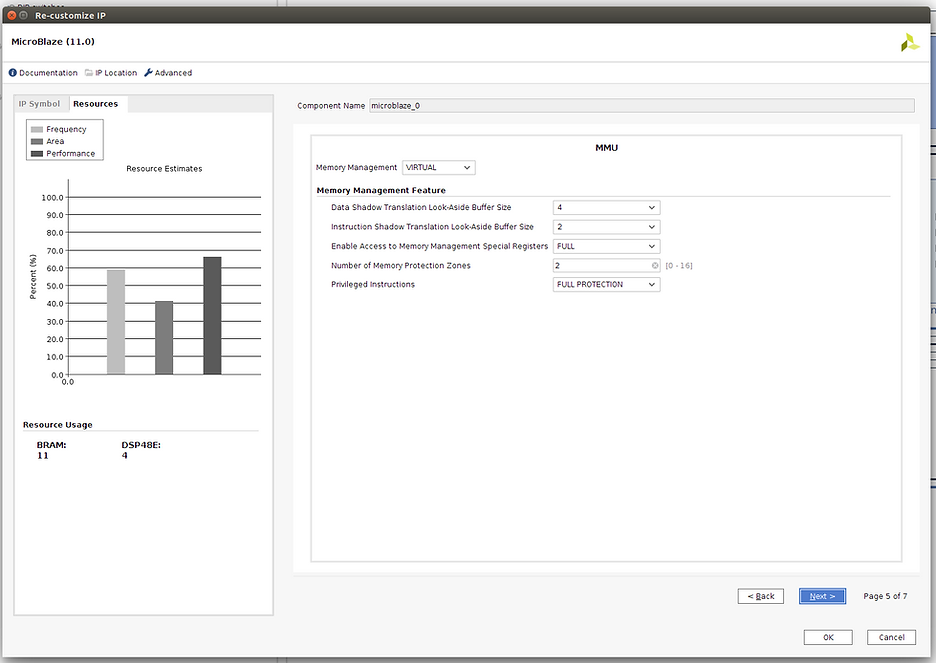 Re-customize IP
MicroBlaze (11.0)
Documentation IP Location Advanced
IP Symbol Resources
Frequency
Area
Performance
Resource Estimates
Percent (%)
100.0
90.0
80.0
70.0
60.0
50.0
40.0
30.0
20.0
10.0
0.0
0.0
Resource Usage
BRAM: DSP48E:
11 4
Component Name microblaze_0
MMU
Memory Management VIRTUAL
Memory Management Feature
Data Shadow Translation Look-Aside Buffer Size 4
Instruction Shadow Translation Look-Aside Buffer Size 2
Enable Access to Memory Management Special Registers FULL
Number of Memory Protection Zones 2 [0 - 16]
Privileged Instructions FULL PROTECTION
< Back Next > Page 5 of 7
OK Cancel